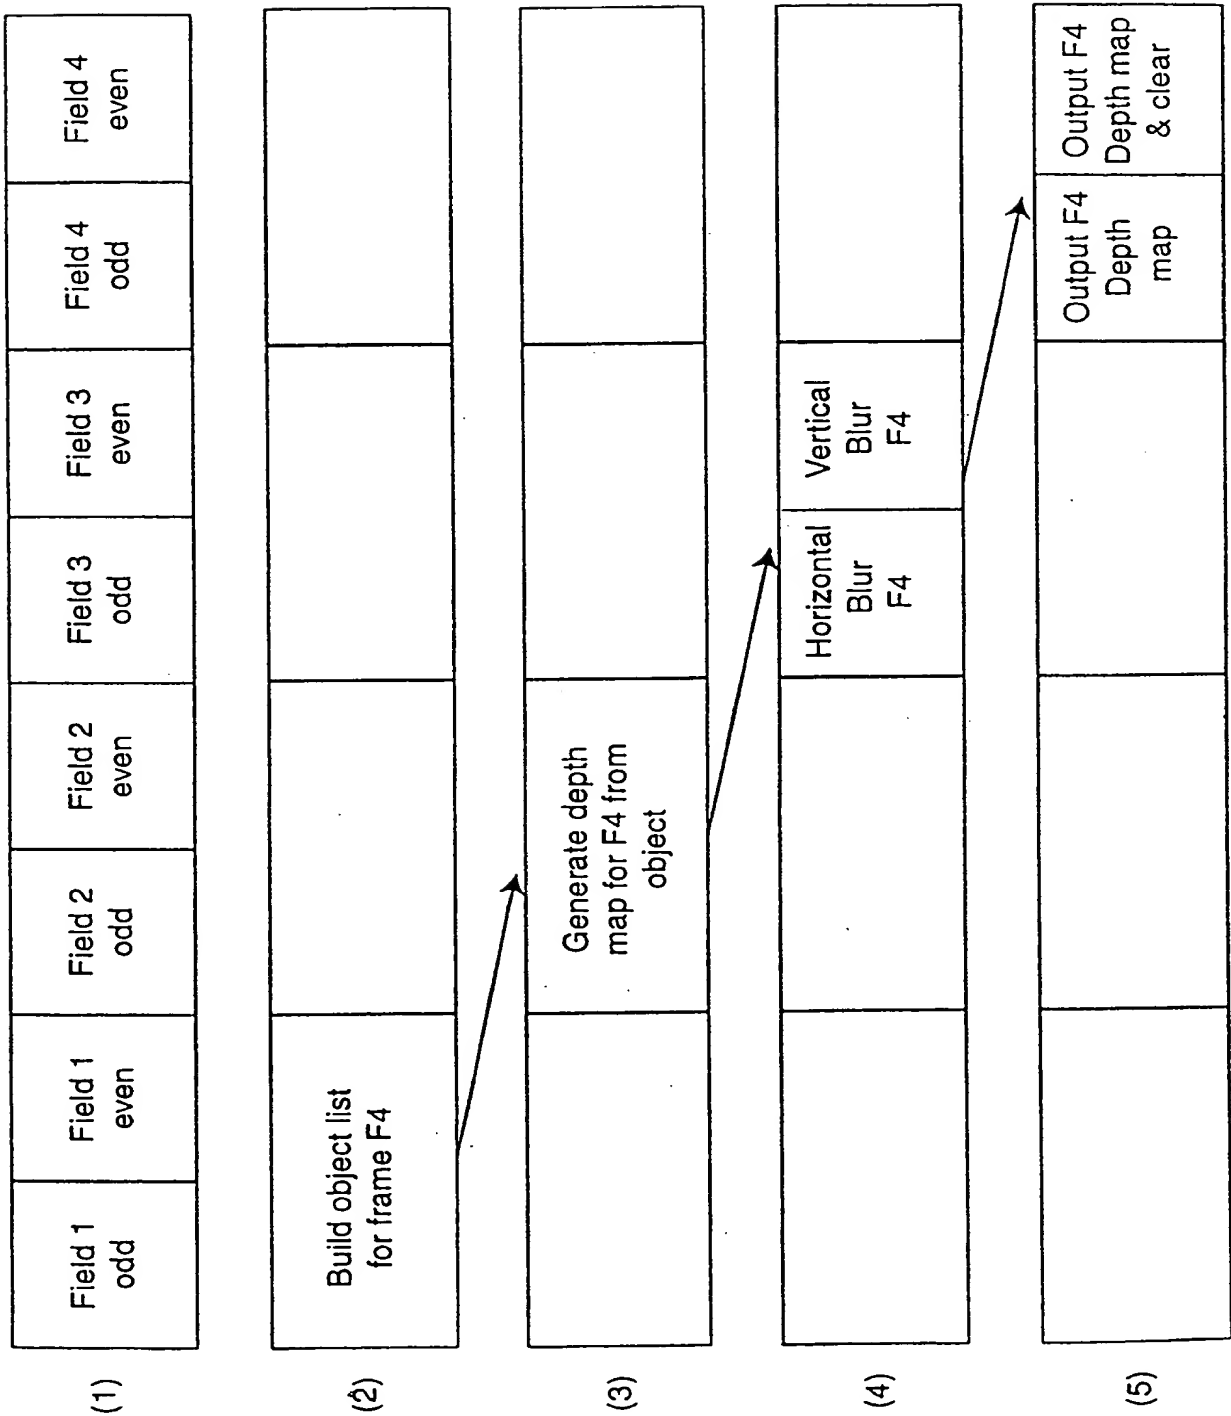 (1)
Field 1
odd
Field 1
even
Field 2
odd
Field 2
even
Field 3
odd
Field 3
even
Field 4
odd
Field 4
even
(2)
Build object list
for frame F4
(3)
Generate depth
map for F4 from
object
(4)
Horizontal
Blur
F4
Vertical
Blur
F4
(5)
Output F4
Depth
map
Output F4
Depth map
& clear